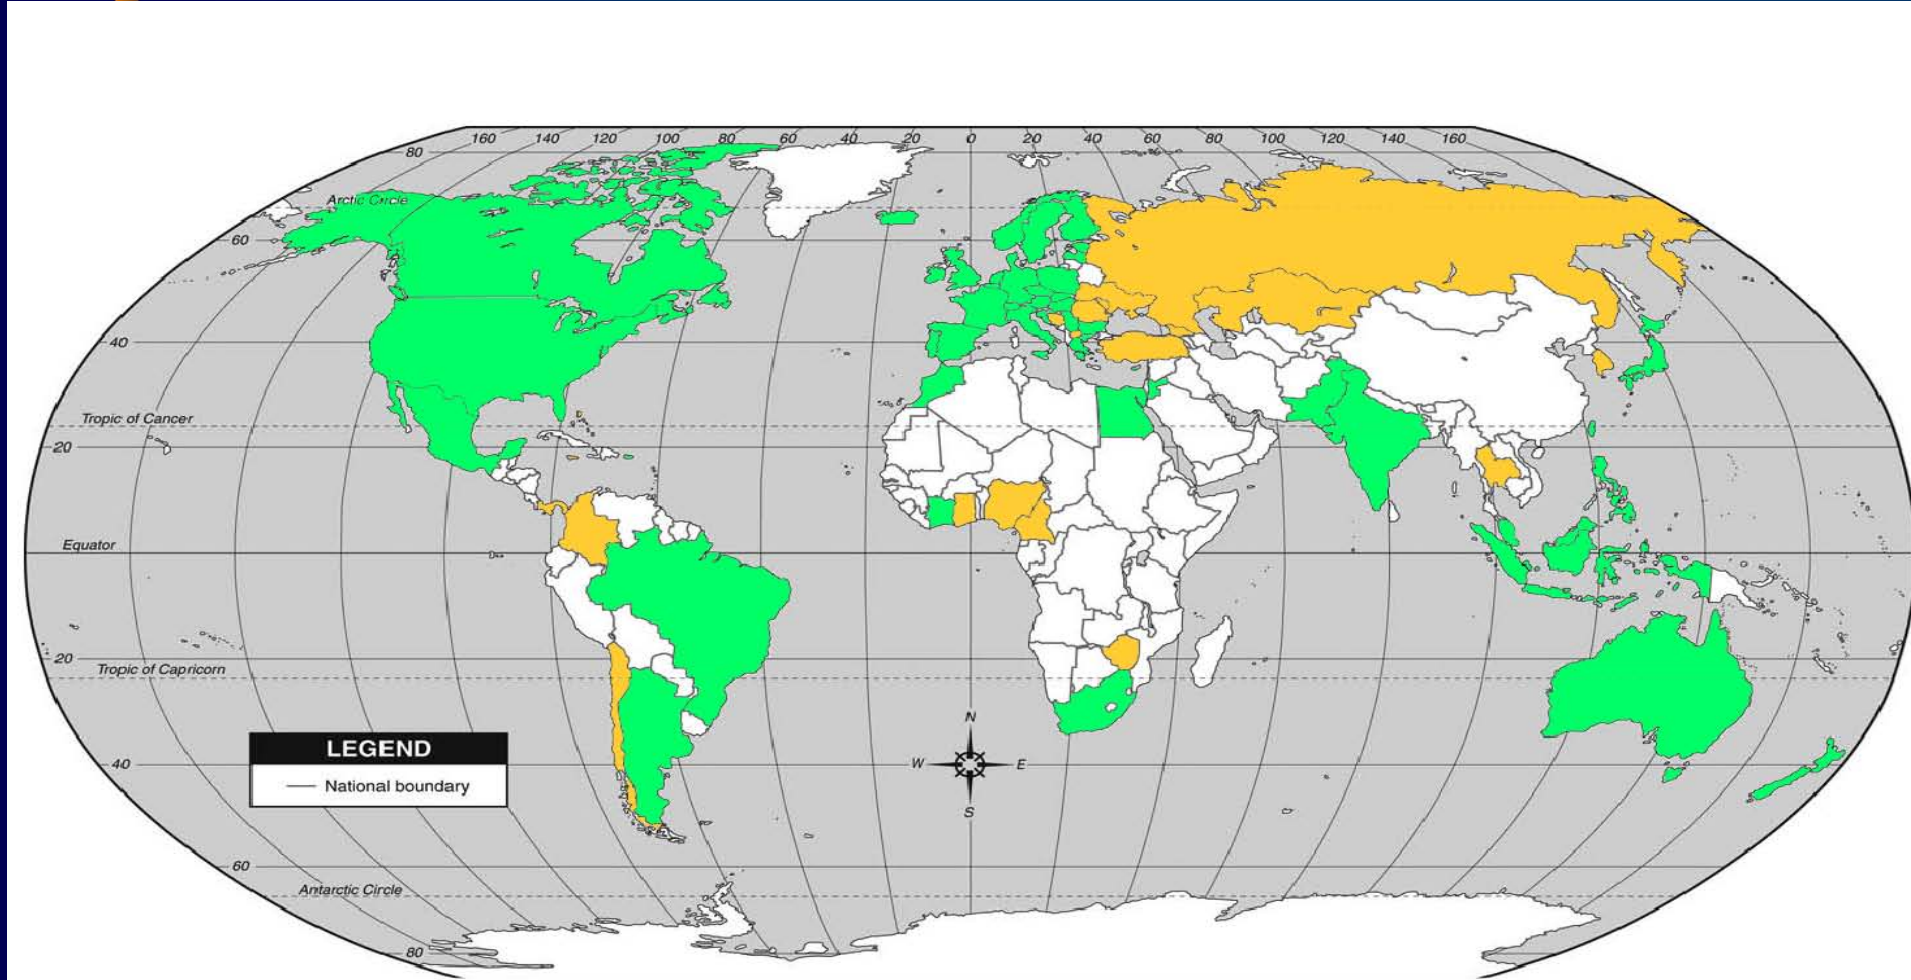 160 140 120 100 80 60 40 20 0 20 40 60 80 100 120 140 160
80
Arctic Circle
60
40
Tropic of Cancer
20
Equator
20
Tropic of Capricorn
N
LEGEND
W E
40
National boundary
S
60
Antarctic Circle
80